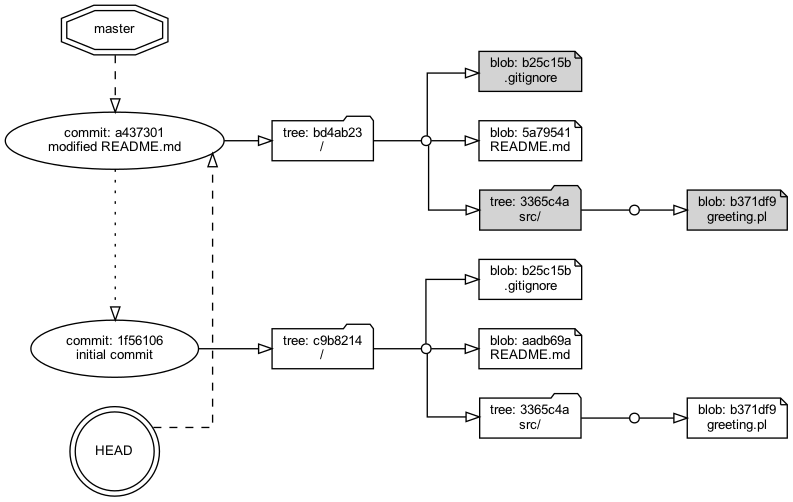 master
commit: a437301
modified README.md
tree: bd4ab23
/
blob: b25c15b
.gitignore
blob: 5a79541
README.md
tree: 3365c4a
src/
blob: b371df9
greeting.pl
commit: 1f56106
initial commit
tree: c9b8214
/
blob: b25c15b
.gitignore
blob: aadb69a
README.md
tree: 3365c4a
src/
blob: b371df9
greeting.pl
HEAD